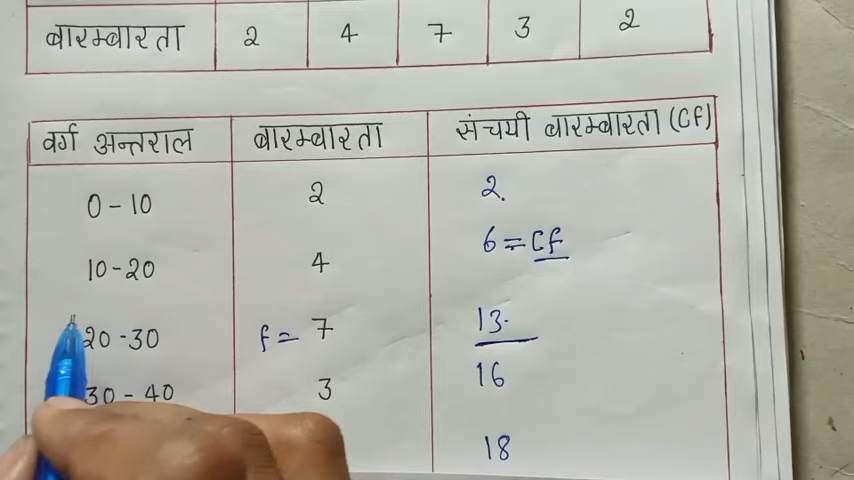 बारम्बारता 2 4 7 3 2
वर्ग अन्तराल बारम्बारता संचयी बारम्बारता (Cf)
0-10 2 2.
10-20 4 6 = Cf
20-30 f = 7 13.
30-40 3 16
18